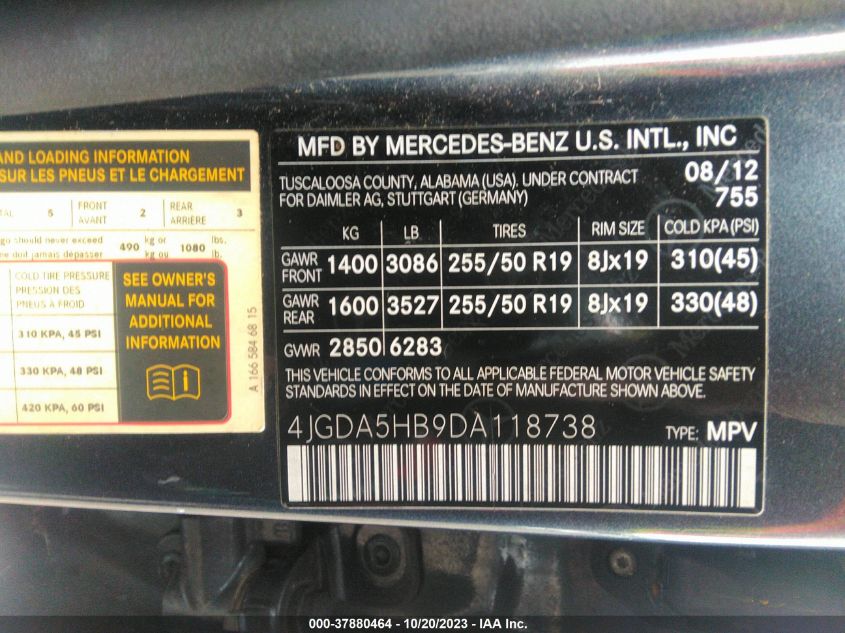 AND LOADING INFORMATION
SUR LES PNEUS ET LE CHARGEMENT
5 FRONT AVANT 2 REAR ARRIÈRE 3
should never exceed 490 kg or 1080 lbs.
doit jamais dépasser kg ou lb.
COLD TIRE PRESSURE
PRESSION DES
PNEUS A FROID
310 KPA, 45 PSI
330 KPA, 48 PSI
420 KPA, 60 PSI
SEE OWNER'S
MANUAL FOR
ADDITIONAL
INFORMATION
A 166 584 68 15
MFD BY MERCEDES-BENZ U.S. INTL., INC
TUSCALOOSA COUNTY, ALABAMA (USA). UNDER CONTRACT 08/12
FOR DAIMLER AG, STUTTGART (GERMANY) 755
KG LB TIRES RIM SIZE COLD KPA (PSI)
GAWR FRONT 1400 3086 255/50 R19 8Jx19 310(45)
GAWR REAR 1600 3527 255/50 R19 8Jx19 330(48)
GVWR 2850 6283
THIS VEHICLE CONFORMS TO ALL APPLICABLE FEDERAL MOTOR VEHICLE SAFETY
STANDARDS IN EFFECT ON THE DATE OF MANUFACTURE SHOWN ABOVE.
4JGDA5HB9DA118738 TYPE: MPV
000-37880464 - 10/20/2023 - IAA Inc.